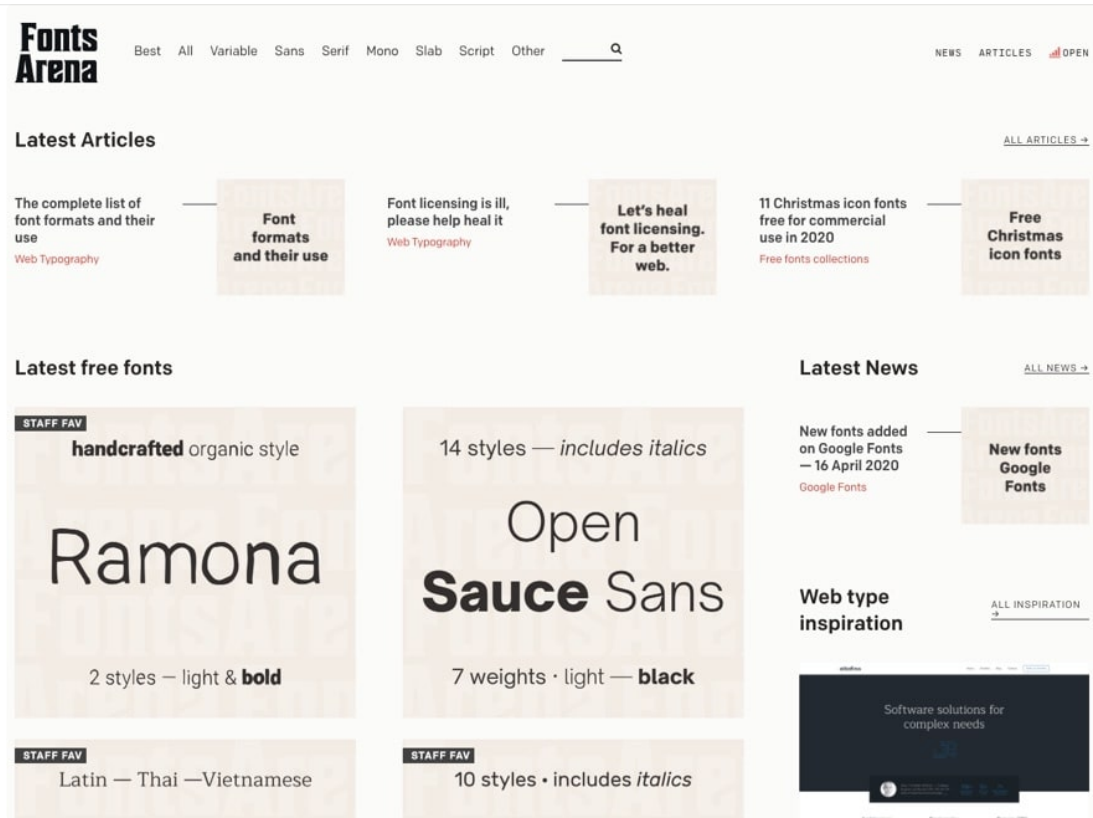 Fonts
Arena
Best All Variable Sans Serif Mono Slab Script Other
NEWS ARTICLES OPEN
Latest Articles
ALL ARTICLES →
The complete list of
font formats and their
use
Web Typography
Font
formats
and their use
Font licensing is ill,
please help heal it
Web Typography
Let's heal
font licensing.
For a better
web.
11 Christmas icon fonts
free for commercial
use in 2020
Free fonts collections
Free
Christmas
icon fonts
Latest free fonts
STAFF FAV
handcrafted organic style
Ramona
2 styles — light & bold
14 styles — includes italics
Open
Sauce Sans
7 weights · light — black
STAFF FAV
Latin — Thai —Vietnamese
STAFF FAV
10 styles • includes italics
Latest News
ALL NEWS →
New fonts added
on Google Fonts
— 16 April 2020
Google Fonts
New fonts
Google
Fonts
Web type
inspiration
ALL INSPIRATION
→
Software solutions for
complex needs